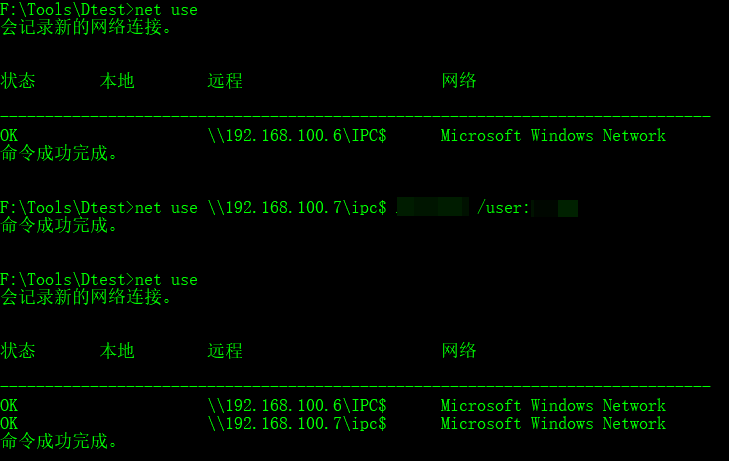 F:\Tools\Dtest>net use
会记录新的网络连接。
状态 本地 远程 网络
-------------------------------------------------------------------------------
OK \\192.168.100.6\IPC$ Microsoft Windows Network
命令成功完成。
F:\Tools\Dtest>net use \\192.168.100.7\ipc$ /user:
命令成功完成。
F:\Tools\Dtest>net use
会记录新的网络连接。
状态 本地 远程 网络
-------------------------------------------------------------------------------
OK \\192.168.100.6\IPC$ Microsoft Windows Network
OK \\192.168.100.7\ipc$ Microsoft Windows Network
命令成功完成。